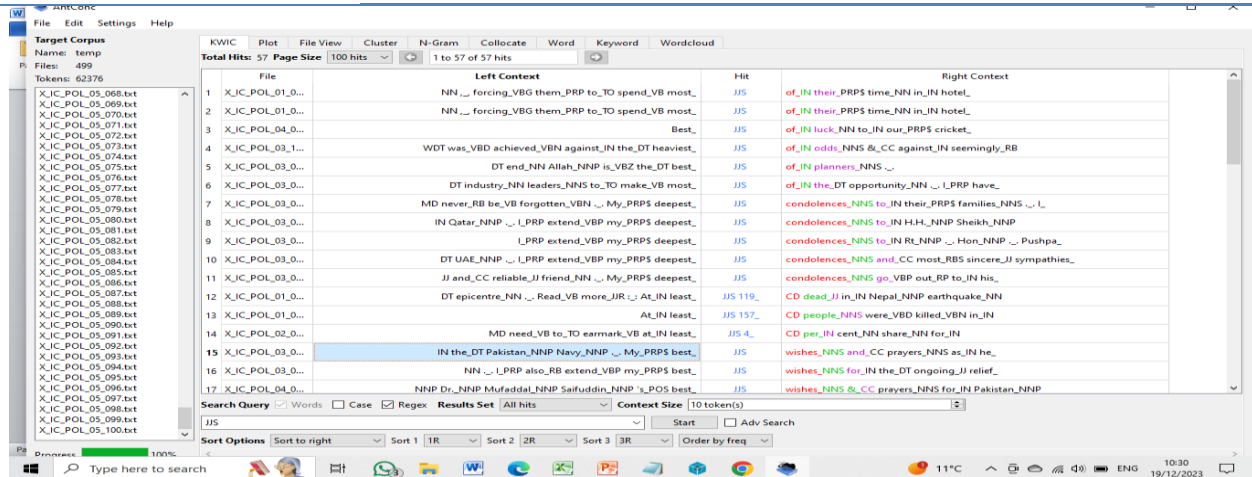 AntConc
File Edit Settings Help
Target Corpus
Name: temp
Files: 499
Tokens: 62376
X_IC_POL_05_068.txt
X_IC_POL_05_069.txt
X_IC_POL_05_070.txt
X_IC_POL_05_071.txt
X_IC_POL_05_072.txt
X_IC_POL_05_073.txt
X_IC_POL_05_074.txt
X_IC_POL_05_075.txt
X_IC_POL_05_076.txt
X_IC_POL_05_077.txt
X_IC_POL_05_078.txt
X_IC_POL_05_079.txt
X_IC_POL_05_080.txt
X_IC_POL_05_081.txt
X_IC_POL_05_082.txt
X_IC_POL_05_083.txt
X_IC_POL_05_084.txt
X_IC_POL_05_085.txt
X_IC_POL_05_086.txt
X_IC_POL_05_087.txt
X_IC_POL_05_088.txt
X_IC_POL_05_089.txt
X_IC_POL_05_090.txt
X_IC_POL_05_091.txt
X_IC_POL_05_092.txt
X_IC_POL_05_093.txt
X_IC_POL_05_094.txt
X_IC_POL_05_095.txt
X_IC_POL_05_096.txt
X_IC_POL_05_097.txt
X_IC_POL_05_098.txt
X_IC_POL_05_099.txt
X_IC_POL_05_100.txt
Progress 100%
KWIC Plot File View Cluster N-Gram Collocate Word Keyword Wordcloud
Total Hits: 57 Page Size 100 hits 1 to 57 of 57 hits
File Left Context Hit Right Context
1 X_IC_POL_01_0... NN ,_, forcing_VBG them_PRP to_TO spend_VB most_ JJS of_IN their_PRP$ time_NN in_IN hotel_
2 X_IC_POL_01_0... NN ,_, forcing_VBG them_PRP to_TO spend_VB most_ JJS of_IN their_PRP$ time_NN in_IN hotel_
3 X_IC_POL_04_0... Best_ JJS of_IN luck_NN to_IN our_PRP$ cricket_
4 X_IC_POL_03_1... WDT was_VBD achieved_VBN against_IN the_DT heaviest_ JJS of_IN odds_NNS &_CC against_IN seemingly_RB
5 X_IC_POL_03_0... DT end_NN Allah_NNP is_VBZ the_DT best_ JJS of_IN planners_NNS ._.
6 X_IC_POL_03_0... DT industry_NN leaders_NNS to_TO make_VB most_ JJS of_IN the_DT opportunity_NN ._. I_PRP have_
7 X_IC_POL_03_0... MD never_RB be_VB forgotten_VBN ._. My_PRP$ deepest_ JJS condolences_NNS to_IN their_PRP$ families_NNS ._. I_
8 X_IC_POL_03_0... IN Qatar_NNP ._. I_PRP extend_VBP my_PRP$ deepest_ JJS condolences_NNS to_IN H.H._NNP Sheikh_NNP
9 X_IC_POL_03_0... I_PRP extend_VBP my_PRP$ deepest_ JJS condolences_NNS to_IN Rt_NNP ._. Hon_NNP ._. Pushpa_
10 X_IC_POL_03_0... DT UAE_NNP ._. I_PRP extend_VBP my_PRP$ deepest_ JJS condolences_NNS and_CC most_RBS sincere_JJ sympathies_
11 X_IC_POL_03_0... JJ and_CC reliable_JJ friend_NN ._. My_PRP$ deepest_ JJS condolences_NNS go_VBP out_RP to_IN his_
12 X_IC_POL_01_0... DT epicentre_NN ._. Read_VB more_JJR :_: At_IN least_ JJS 119_ CD dead_JJ in_IN Nepal_NNP earthquake_NN
13 X_IC_POL_01_0... At_IN least_ JJS 157_ CD people_NNS were_VBD killed_VBN in_IN
14 X_IC_POL_02_0... MD need_VB to_TO earmark_VB at_IN least_ JJS 4_ CD per_IN cent_NN share_NN for_IN
15 X_IC_POL_03_0... IN the_DT Pakistan_NNP Navy_NNP ._. My_PRP$ best_ JJS wishes_NNS and_CC prayers_NNS as_IN he_
16 X_IC_POL_03_0... NN ._. I_PRP also_RB extend_VBP my_PRP$ best_ JJS wishes_NNS for_IN the_DT ongoing_JJ relief_
17 X_IC_POL_04_0... NNP Dr._NNP Mufaddal_NNP Saifuddin_NNP 's_POS best_ JJS wishes_NNS &_CC prayers_NNS for_IN Pakistan_NNP
Search Query Words Case Regex Results Set All hits Context Size 10 token(s)
JJS Start Adv Search
Sort Options Sort to right Sort 1 1R Sort 2 2R Sort 3 3R Order by freq
Type here to search 11°C ENG 10:30
19/12/2023